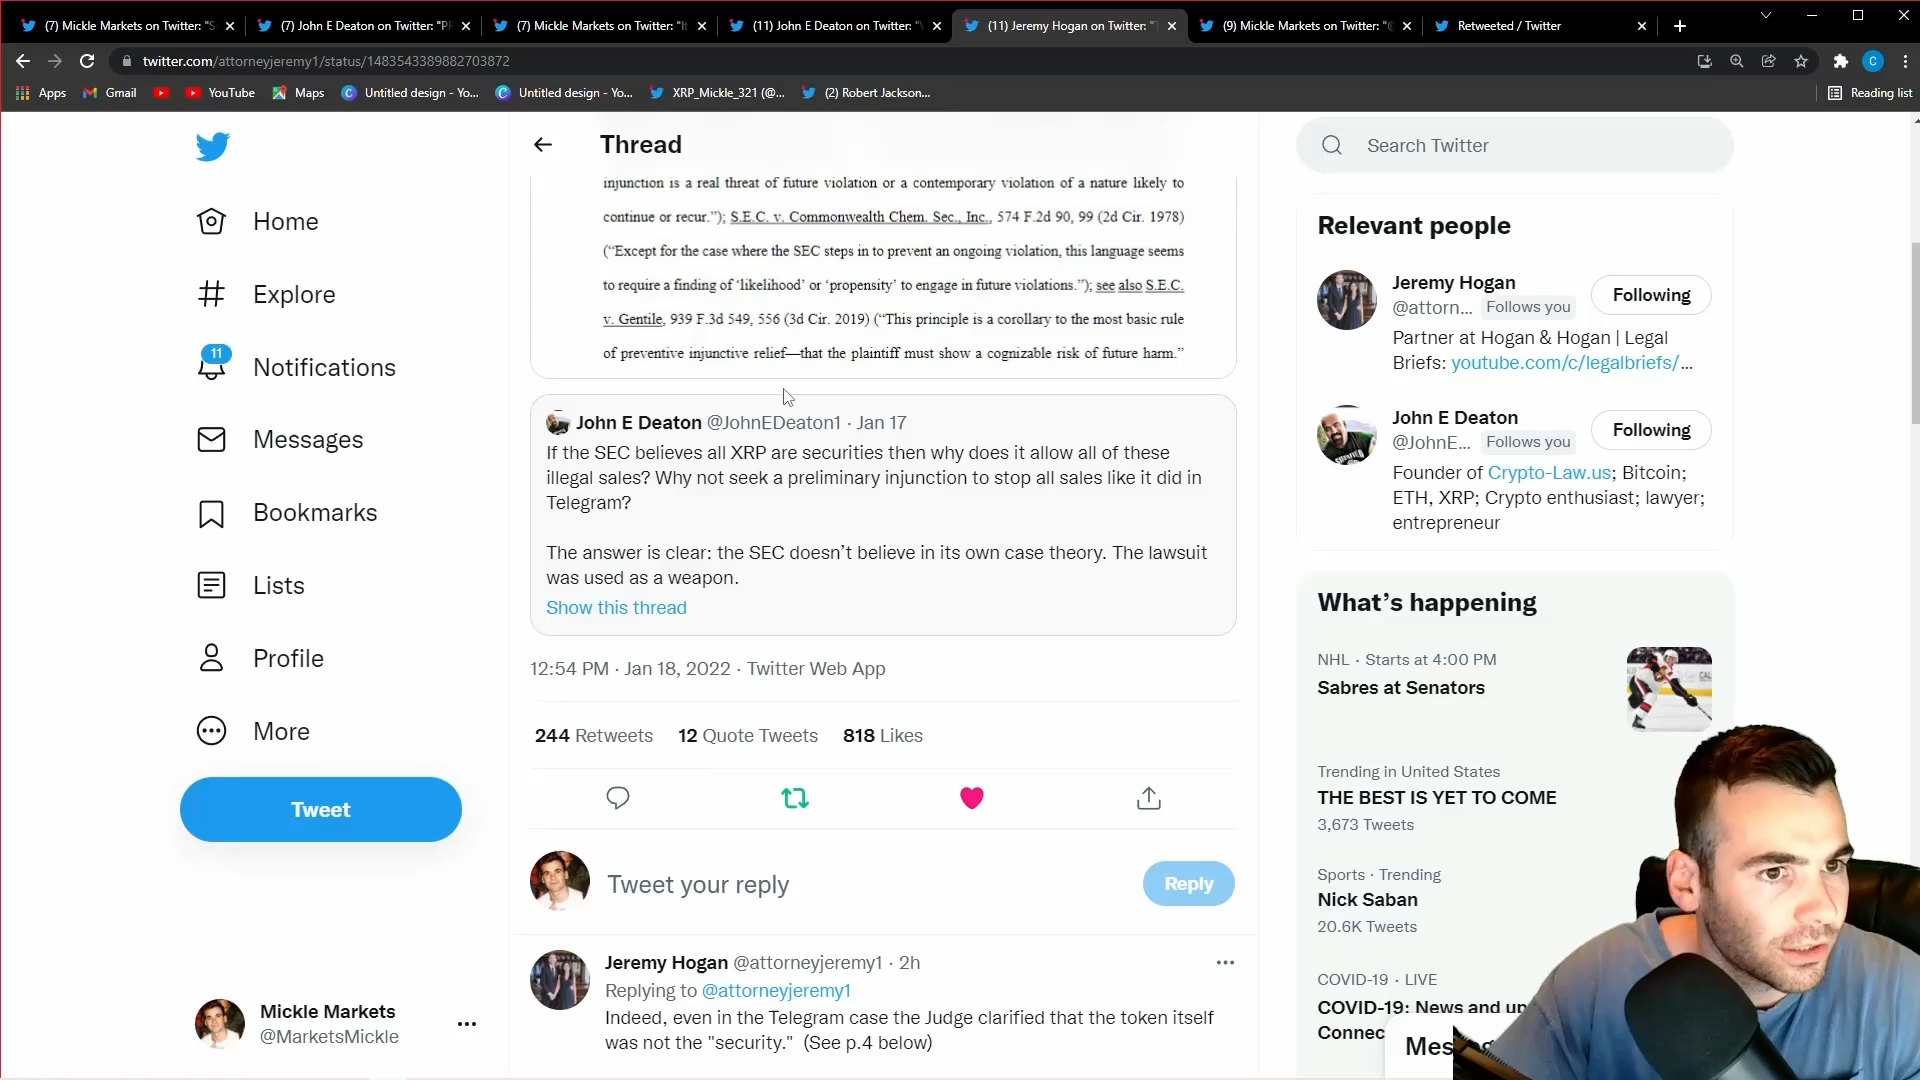 (7) Mickle Markets on Twitter: "S
(7) John E Deaton on Twitter: "PR
(7) Mickle Markets on Twitter: "It
(11) John E Deaton on Twitter: "
(11) Jeremy Hogan on Twitter: "T
(9) Mickle Markets on Twitter: "@
Retweeted / Twitter
twitter.com/attorneyjeremy1/status/1483543389882703872
C
Apps
Gmail
YouTube
Maps
Untitled design - Yo...
Untitled design - Yo...
XRP_Mickle_321 (@...
(2) Robert Jackson...
Reading list
Home
Explore
11
Notifications
Messages
Bookmarks
Lists
Profile
More
Tweet
Mickle Markets
@MarketsMickle
Thread
injunction is a real threat of future violation or a contemporary violation of a nature likely to
continue or recur."); S.E.C. v. Commonwealth Chem. Sec., Inc., 574 F.2d 90, 99 (2d Cir. 1978)
("Except for the case where the SEC steps in to prevent an ongoing violation, this language seems
to require a finding of 'likelihood' or 'propensity' to engage in future violations."); see also S.E.C.
v. Gentile, 939 F.3d 549, 556 (3d Cir. 2019) ("This principle is a corollary to the most basic rule
of preventive injunctive relief—that the plaintiff must show a cognizable risk of future harm."
John E Deaton @JohnEDeaton1 · Jan 17
If the SEC believes all XRP are securities then why does it allow all of these
illegal sales? Why not seek a preliminary injunction to stop all sales like it did in
Telegram?
The answer is clear: the SEC doesn't believe in its own case theory. The lawsuit
was used as a weapon.
Show this thread
12:54 PM · Jan 18, 2022 · Twitter Web App
244 Retweets 12 Quote Tweets 818 Likes
Tweet your reply
Reply
Jeremy Hogan @attorneyjeremy1 · 2h
Replying to @attorneyjeremy1
Indeed, even in the Telegram case the Judge clarified that the token itself
was not the "security." (See p.4 below)
Search Twitter
Relevant people
Jeremy Hogan
@attorn... Follows you
Following
Partner at Hogan & Hogan | Legal
Briefs: youtube.com/c/legalbriefs/...
John E Deaton
@JohnE... Follows you
Following
Founder of Crypto-Law.us; Bitcoin;
ETH, XRP; Crypto enthusiast; lawyer;
entrepreneur
What's happening
NHL · Starts at 4:00 PM
Sabres at Senators
Trending in United States
THE BEST IS YET TO COME
3,673 Tweets
Sports · Trending
Nick Saban
20.6K Tweets
COVID-19 · LIVE
COVID-19: News and up
Connec